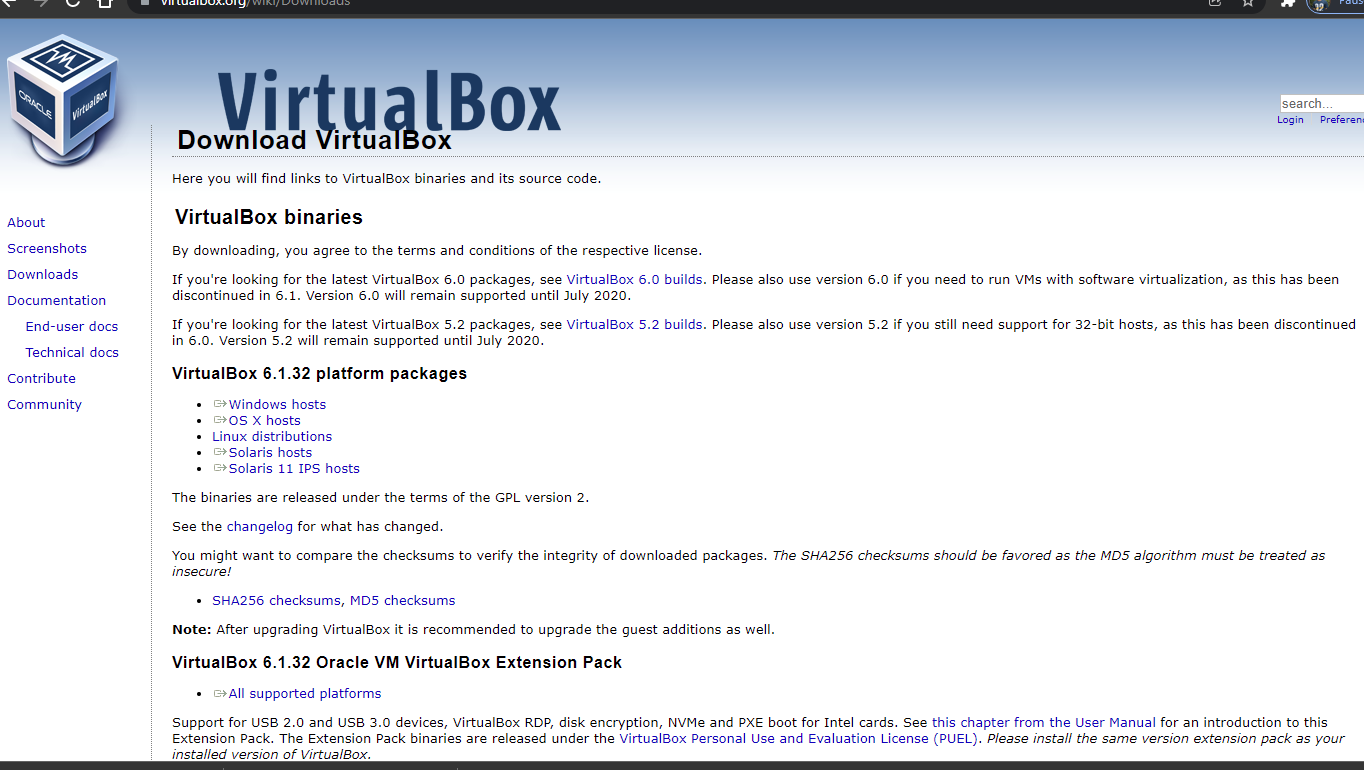 virtualbox.org/wiki/Downloads
ORACLE
VirtualBox
VirtualBox
search...
Login Preferen
Download VirtualBox
Here you will find links to VirtualBox binaries and its source code.
About
Screenshots
Downloads
Documentation
End-user docs
Technical docs
Contribute
Community
VirtualBox binaries
By downloading, you agree to the terms and conditions of the respective license.
If you're looking for the latest VirtualBox 6.0 packages, see VirtualBox 6.0 builds. Please also use version 6.0 if you need to run VMs with software virtualization, as this has been
discontinued in 6.1. Version 6.0 will remain supported until July 2020.
If you're looking for the latest VirtualBox 5.2 packages, see VirtualBox 5.2 builds. Please also use version 5.2 if you still need support for 32-bit hosts, as this has been discontinued
in 6.0. Version 5.2 will remain supported until July 2020.
VirtualBox 6.1.32 platform packages
Windows hosts
OS X hosts
Linux distributions
Solaris hosts
Solaris 11 IPS hosts
The binaries are released under the terms of the GPL version 2.
See the changelog for what has changed.
You might want to compare the checksums to verify the integrity of downloaded packages. The SHA256 checksums should be favored as the MD5 algorithm must be treated as
insecure!
SHA256 checksums, MD5 checksums
Note: After upgrading VirtualBox it is recommended to upgrade the guest additions as well.
VirtualBox 6.1.32 Oracle VM VirtualBox Extension Pack
All supported platforms
Support for USB 2.0 and USB 3.0 devices, VirtualBox RDP, disk encryption, NVMe and PXE boot for Intel cards. See this chapter from the User Manual for an introduction to this
Extension Pack. The Extension Pack binaries are released under the VirtualBox Personal Use and Evaluation License (PUEL). Please install the same version extension pack as your
installed version of VirtualBox.